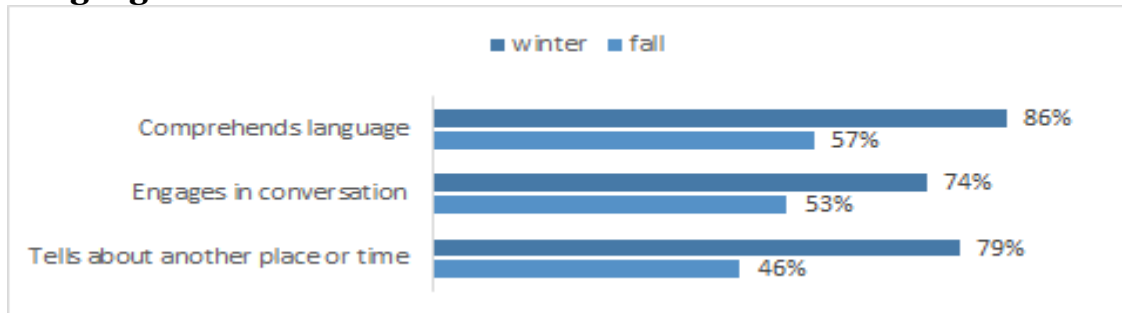 winter fall
Comprehends language
86%
57%
Engages in conversation
74%
53%
Tells about another place or time
79%
46%